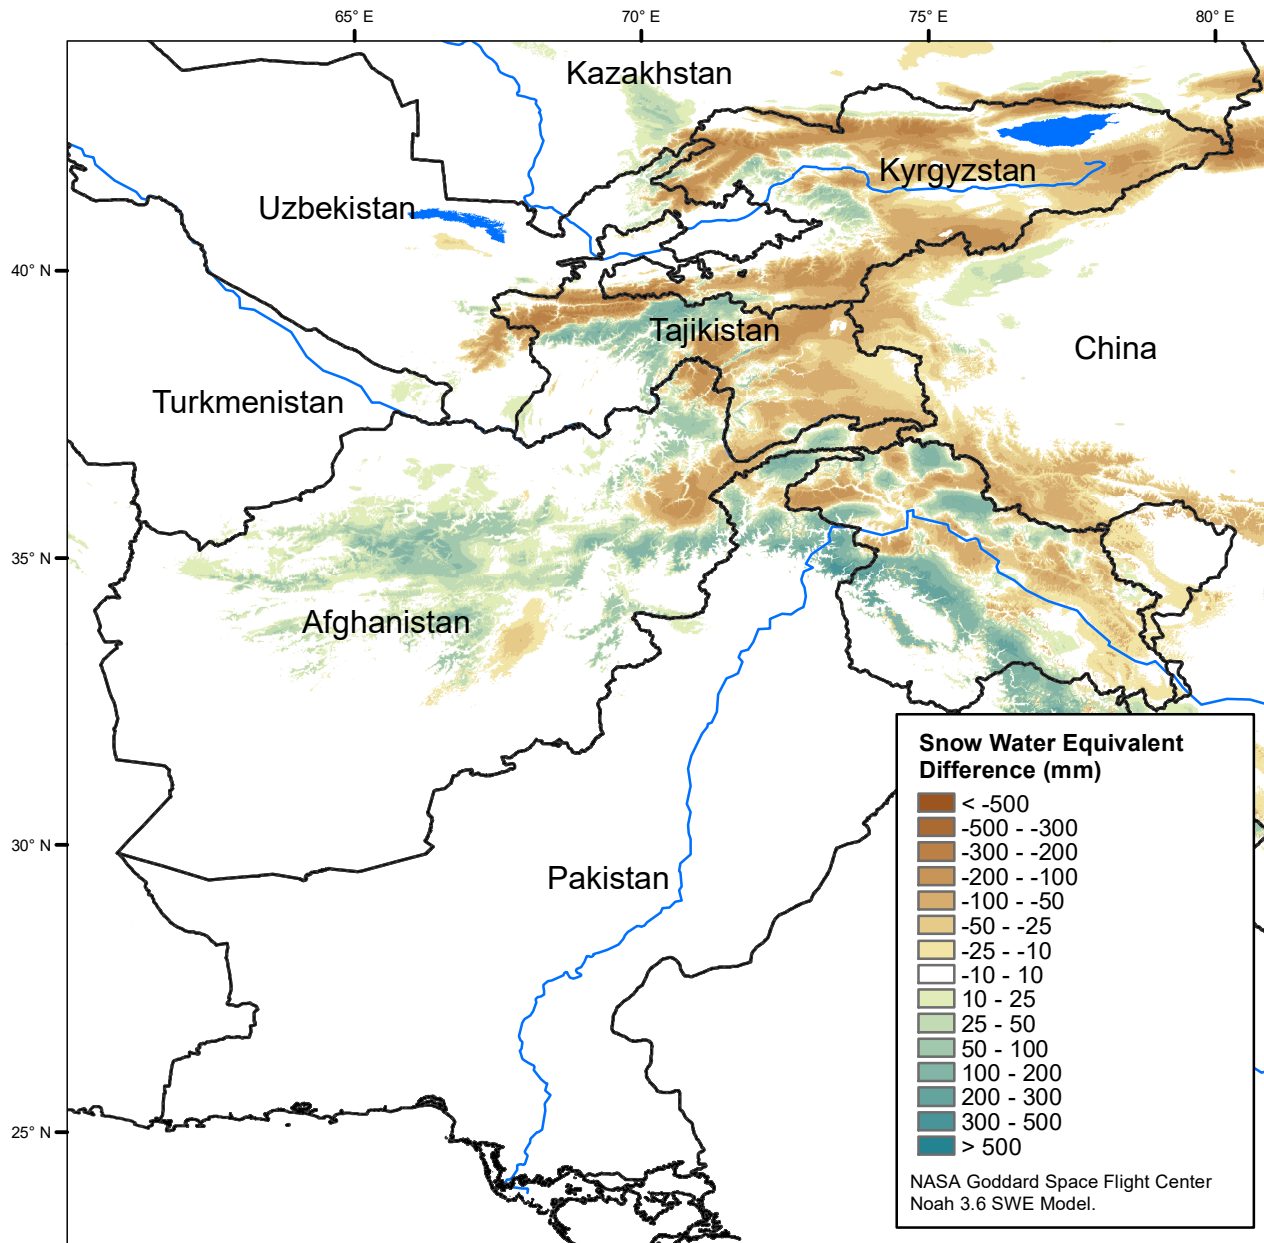 65° E
70° E
75° E
80° E
Kazakhstan
Kyrgyzstan
Uzbekistan
40° N
Tajikistan
China
Turkmenistan
35° N
Afghanistan
Snow Water Equivalent
Difference (mm)
< -500
-500 - -300
-300 - -200
-200 - -100
-100 - -50
-50 - -25
-25 - -10
-10 - 10
10 - 25
25 - 50
50 - 100
100 - 200
200 - 300
300 - 500
> 500
30° N
Pakistan
25° N
NASA Goddard Space Flight Center
Noah 3.6 SWE Model.